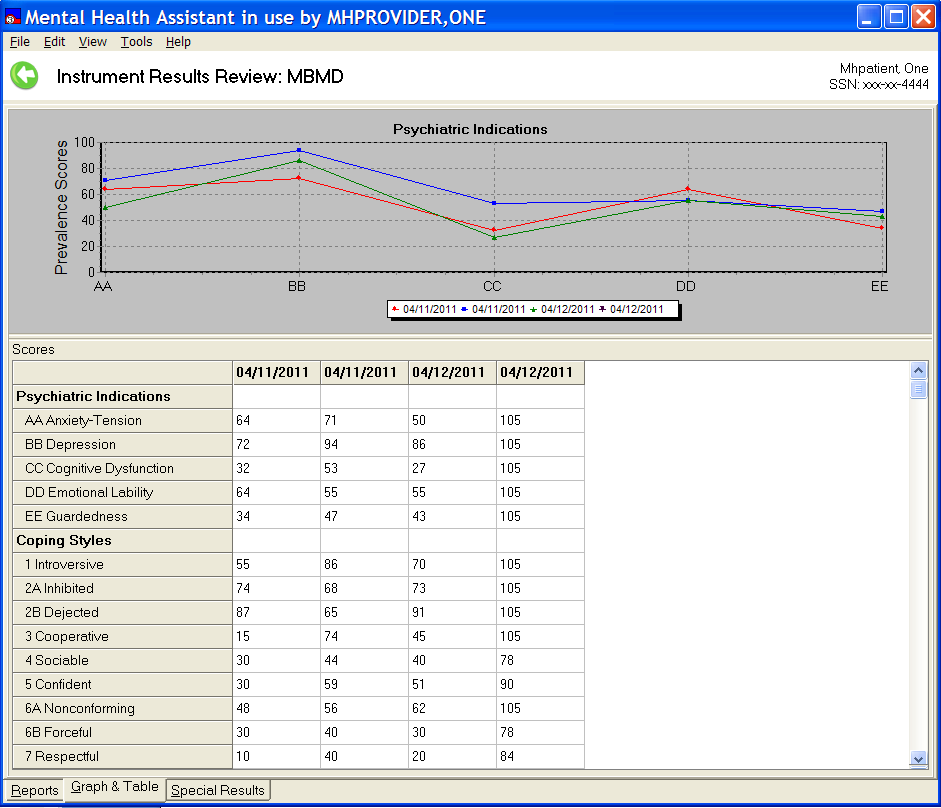 Mental Health Assistant in use by MHPROVIDER,ONE
File Edit View Tools Help
Instrument Results Review: MBMD
Mhpatient, One
SSN: xxx-xx-4444
Psychiatric Indications
Prevalence Scores
100
80
60
40
20
0
AA BB CC DD EE
04/11/2011 04/11/2011 04/12/2011 04/12/2011
Scores
04/11/2011 04/11/2011 04/12/2011 04/12/2011
Psychiatric Indications
AA Anxiety-Tension 64 71 50 105
BB Depression 72 94 86 105
CC Cognitive Dysfunction 32 53 27 105
DD Emotional Lability 64 55 55 105
EE Guardedness 34 47 43 105
Coping Styles
1 Introversive 55 86 70 105
2A Inhibited 74 68 73 105
2B Dejected 87 65 91 105
3 Cooperative 15 74 45 105
4 Sociable 30 44 40 78
5 Confident 30 59 51 90
6A Nonconforming 48 56 62 105
6B Forceful 30 40 30 78
7 Respectful 10 40 20 84
Reports Graph & Table Special Results